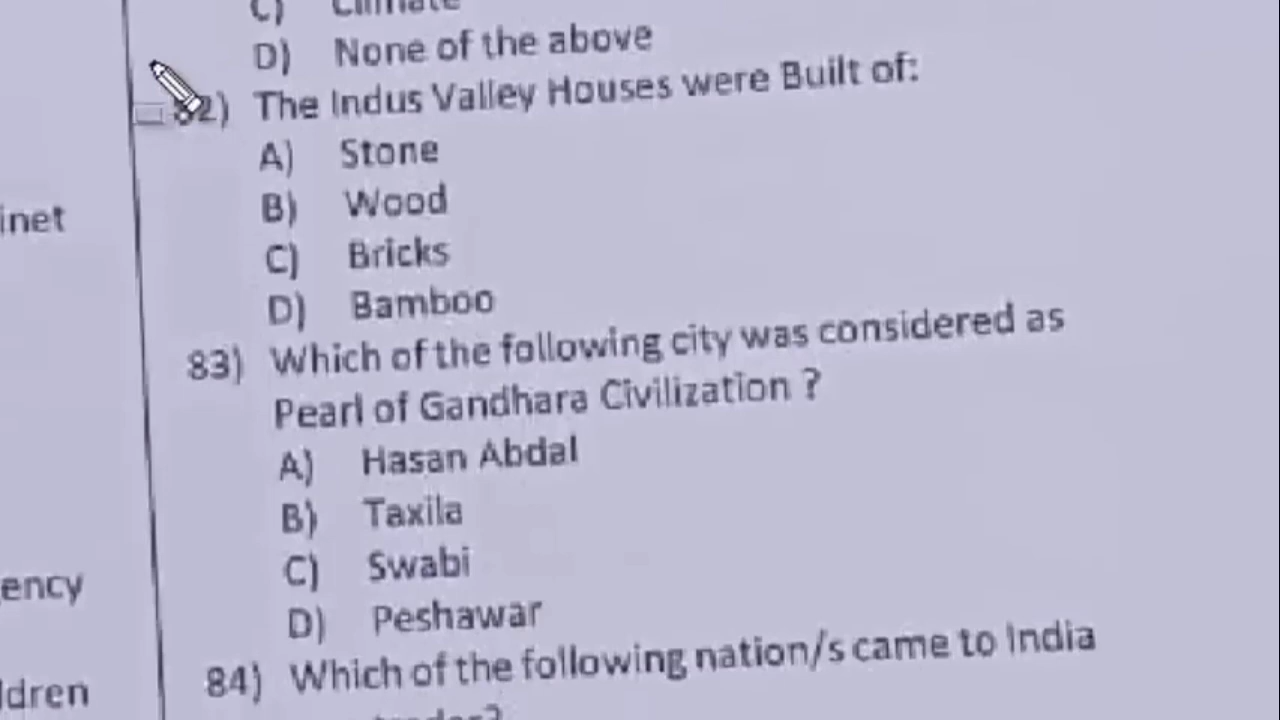 C) Climate
D) None of the above
82) The Indus Valley Houses were Built of:
A) Stone
B) Wood
inet
C) Bricks
D) Bamboo
83) Which of the following city was considered as
Pearl of Gandhara Civilization ?
A) Hasan Abdal
B) Taxila
C) Swabi
ency
D) Peshawar
84) Which of the following nation/s came to India
ldren